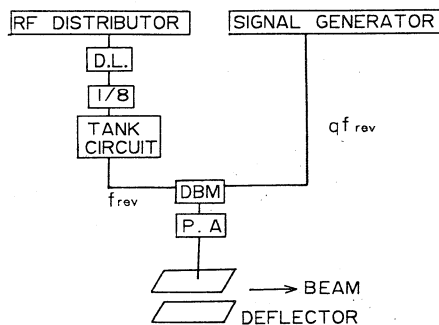 RF DISTRIBUTOR
SIGNAL GENERATOR
D.L.
1/8
TANK
CIRCUIT
qf rev
f rev
DBM
P. A
BEAM
DEFLECTOR